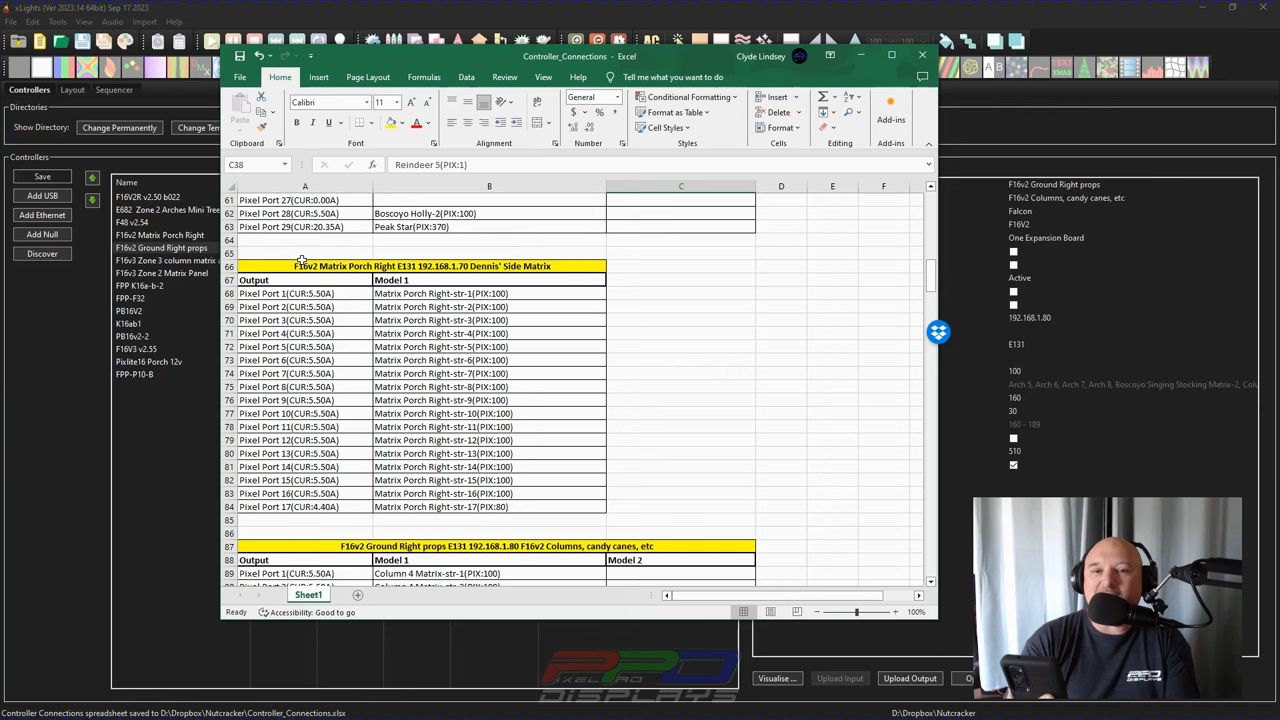 xLights (Ver 2023.14 64bit) Sep 17 2023
File Edit Tools View Audio Import
Controllers Layout Sequencer
Directories
Show Directory: Change Permanently Change Tem
Controllers
Save
Add USB
Add Ethernet
Add Null
Discover
Name
F16V2R v2.50 b022
E682 Zone 2 Arches Mini Tree
F48 v2.54
F16v2 Matrix Porch Right
F16v2 Ground Right props
F16v3 Zone 3 column matrix a
F16v3 Zone 2 Matrix Panel
FPP K16a-b-2
FPP-F32
PB16V2
K16ab1
PB16v2-2
F16V3 v2.55
Pixlite16 Porch 12v
FPP-P10-B
Controller_Connections - Excel
Clyde Lindsey
File Home Insert Page Layout Formulas Data Review View Help Tell me what you want to do
Paste
Calibri 11
General
Conditional Formatting
Format as Table
Cell Styles
Insert
Delete
Format
Add-ins
Clipboard Font Alignment Number Styles Cells Editing Add-ins
C38 Reindeer 5(PIX:1)
A B C D E F
61 Pixel Port 27(CUR:0.00A)
62 Pixel Port 28(CUR:5.50A) Boscoyo Holly-2(PIX:100)
63 Pixel Port 29(CUR:20.35A) Peak Star(PIX:370)
64
65
66 F16v2 Matrix Porch Right E131 192.168.1.70 Dennis' Side Matrix
67 Output Model 1
68 Pixel Port 1(CUR:5.50A) Matrix Porch Right-str-1(PIX:100)
69 Pixel Port 2(CUR:5.50A) Matrix Porch Right-str-2(PIX:100)
70 Pixel Port 3(CUR:5.50A) Matrix Porch Right-str-3(PIX:100)
71 Pixel Port 4(CUR:5.50A) Matrix Porch Right-str-4(PIX:100)
72 Pixel Port 5(CUR:5.50A) Matrix Porch Right-str-5(PIX:100)
73 Pixel Port 6(CUR:5.50A) Matrix Porch Right-str-6(PIX:100)
74 Pixel Port 7(CUR:5.50A) Matrix Porch Right-str-7(PIX:100)
75 Pixel Port 8(CUR:5.50A) Matrix Porch Right-str-8(PIX:100)
76 Pixel Port 9(CUR:5.50A) Matrix Porch Right-str-9(PIX:100)
77 Pixel Port 10(CUR:5.50A) Matrix Porch Right-str-10(PIX:100)
78 Pixel Port 11(CUR:5.50A) Matrix Porch Right-str-11(PIX:100)
79 Pixel Port 12(CUR:5.50A) Matrix Porch Right-str-12(PIX:100)
80 Pixel Port 13(CUR:5.50A) Matrix Porch Right-str-13(PIX:100)
81 Pixel Port 14(CUR:5.50A) Matrix Porch Right-str-14(PIX:100)
82 Pixel Port 15(CUR:5.50A) Matrix Porch Right-str-15(PIX:100)
83 Pixel Port 16(CUR:5.50A) Matrix Porch Right-str-16(PIX:100)
84 Pixel Port 17(CUR:4.40A) Matrix Porch Right-str-17(PIX:80)
85
86
87 F16v2 Ground Right props E131 192.168.1.80 F16v2 Columns, candy canes, etc
88 Output Model 1 Model 2
89 Pixel Port 1(CUR:5.50A) Column 4 Matrix-str-1(PIX:100)
Sheet1
Ready Accessibility: Good to go 100%
F16v2 Ground Right props
F16v2 Columns, candy canes, etc
Falcon
F16V2
One Expansion Board
Active
192.168.1.80
E131
100
Arch 5, Arch 6, Arch 7, Arch 8, Boscoyo Singing Stocking Matrix-2, Colu
160
30
160 - 189
510
Visualise ... Upload Input Upload Output Op
PPD
PIXEL PRO
DISPLAYS
PPD
Controller Connections spreadsheet saved to D:\Dropbox\Nutcracker\Controller_Connections.xlsx
D:\Dropbox\Nutcracker